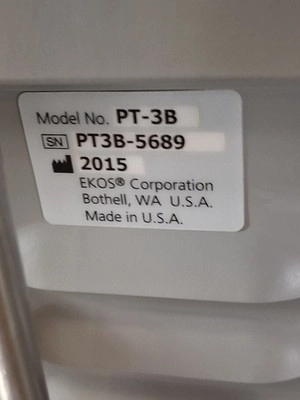 Model No. PT-3B
SN PT3B-5689
2015
EKOS® Corporation
Bothell, WA U.S.A.
Made in U.S.A.